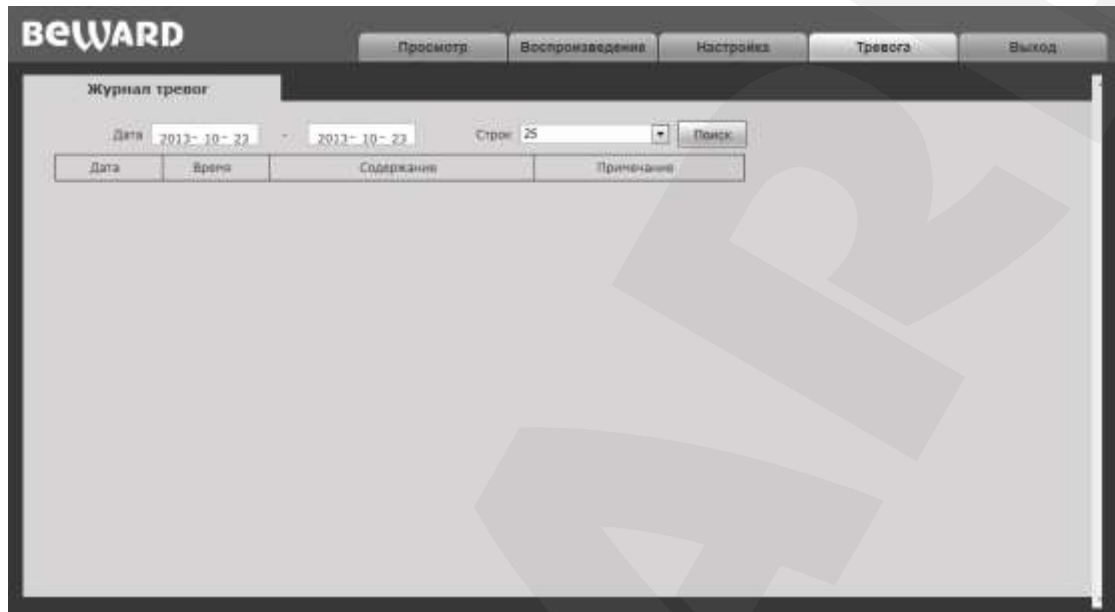 BEWARD
Просмотр Воспроизведение Настройка Тревога Выход
Журнал тревог
Дата 2013- 10- 23 - 2013- 10- 23 Строк 25 Поиск
Дата Время Содержание Примечание